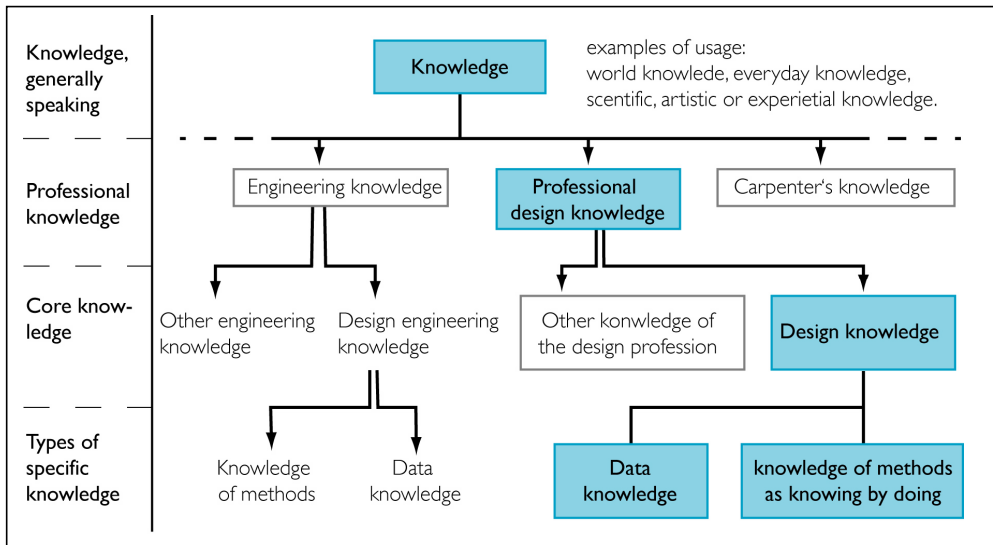 Knowledge,
generally
speaking
Knowledge
examples of usage:
world knowlede, everyday knowledge,
scentific, artistic or experietial knowledge.
Professional
knowledge
Engineering knowledge
Professional
design knowledge
Carpenter‘s knowledge
Core know-
ledge
Other engineering
knowledge
Design engineering
knowledge
Other konwledge of
the design profession
Design knowledge
Types of
specific
knowledge
Knowledge
of methods
Data
knowledge
Data
knowledge
knowledge of methods
as knowing by doing